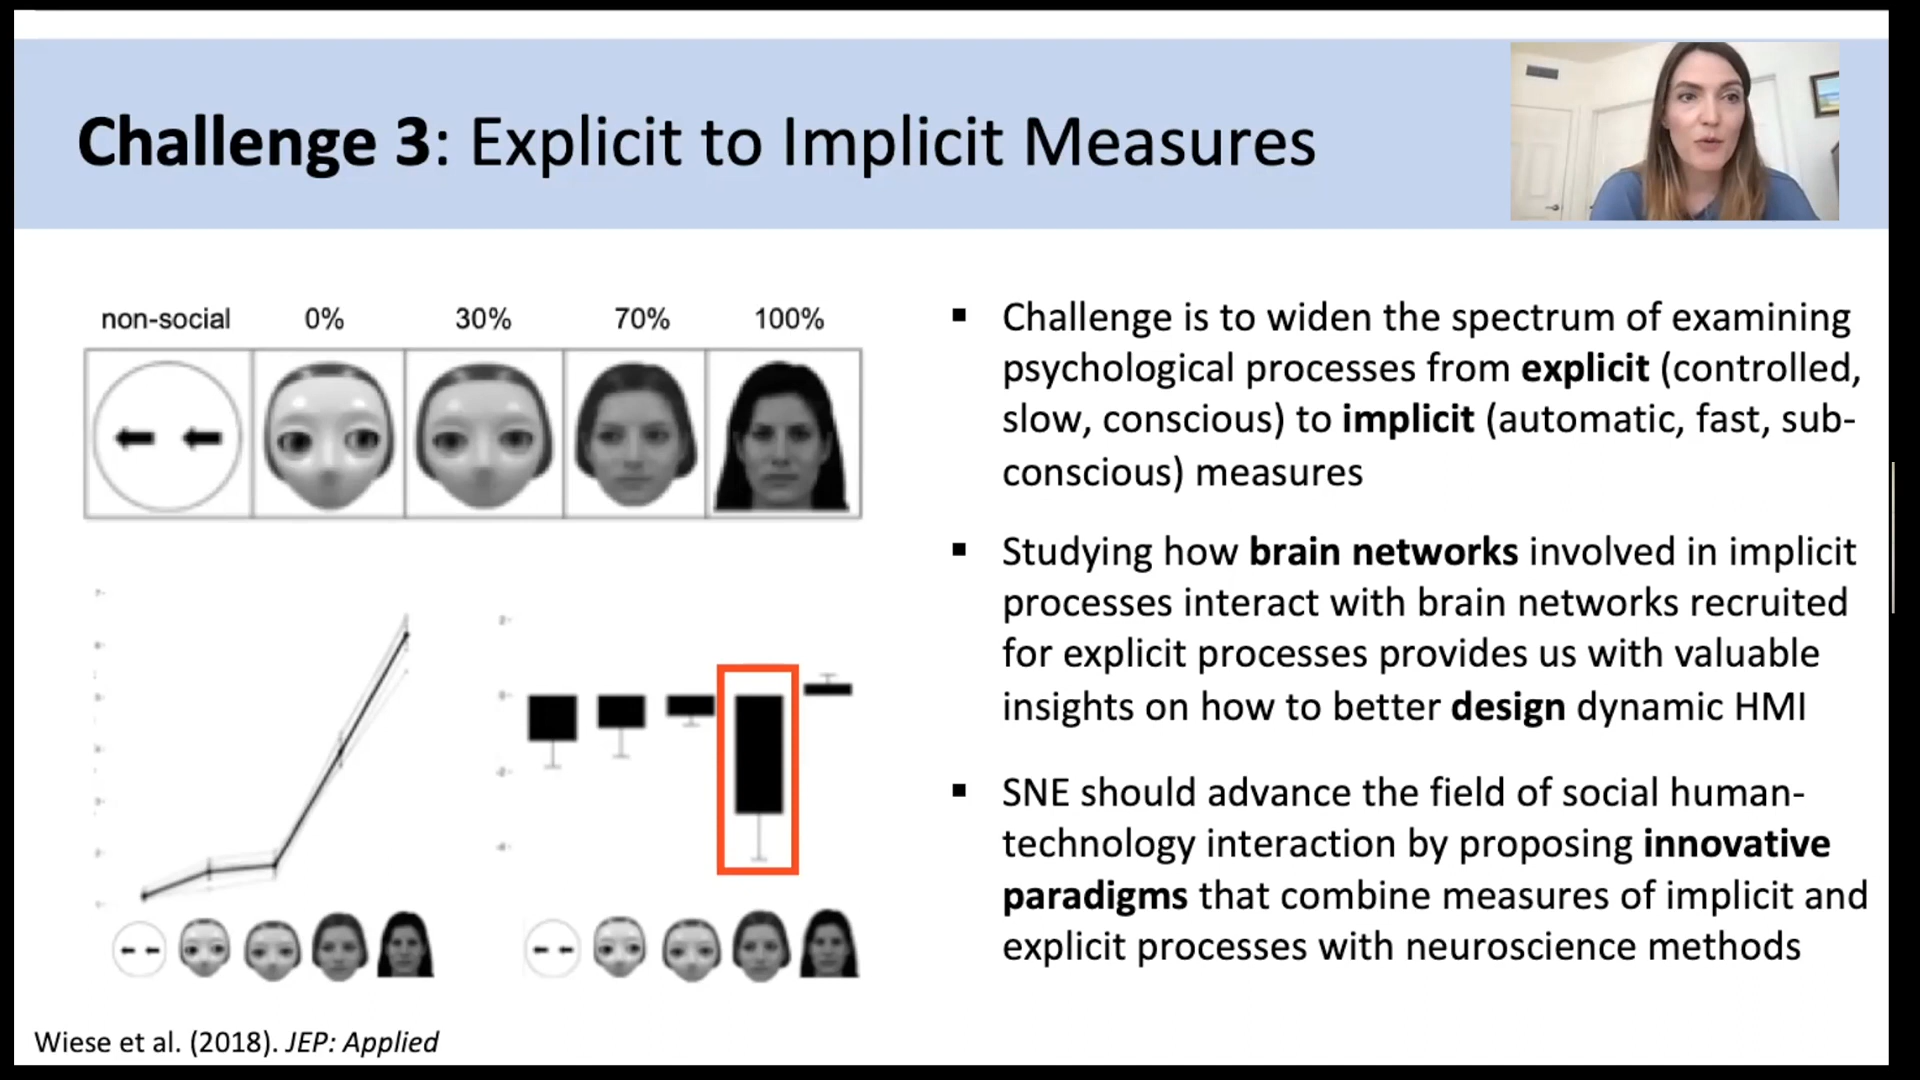 Challenge 3: Explicit to Implicit Measures
non-social 0% 30% 70% 100%
▪ Challenge is to widen the spectrum of examining
psychological processes from explicit (controlled,
slow, conscious) to implicit (automatic, fast, sub-
conscious) measures
▪ Studying how brain networks involved in implicit
processes interact with brain networks recruited
for explicit processes provides us with valuable
insights on how to better design dynamic HMI
▪ SNE should advance the field of social human-
technology interaction by proposing innovative
paradigms that combine measures of implicit and
explicit processes with neuroscience methods
Wiese et al. (2018). JEP: Applied